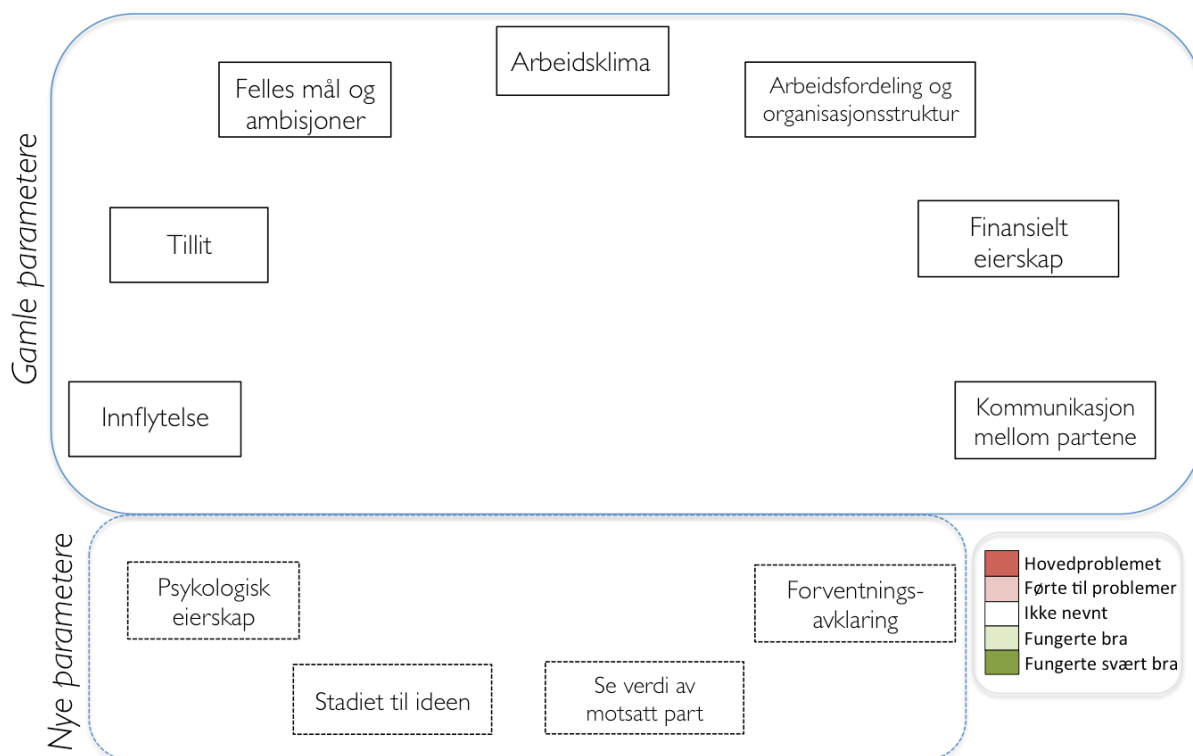 Gamle parametere
Arbeidsklima
Felles mål og
ambisjoner
Arbeidsfordeling og
organisasjonsstruktur
Tillit
Finansielt
eierskap
Innflytelse
Kommunikasjon
mellom partene
Nye parametere
Psykologisk
eierskap
Forventnings-
avklaring
Stadiet til ideen
Se verdi av
motsatt part
Hovedproblemet
Førte til problemer
Ikke nevnt
Fungerte bra
Fungerte svært bra